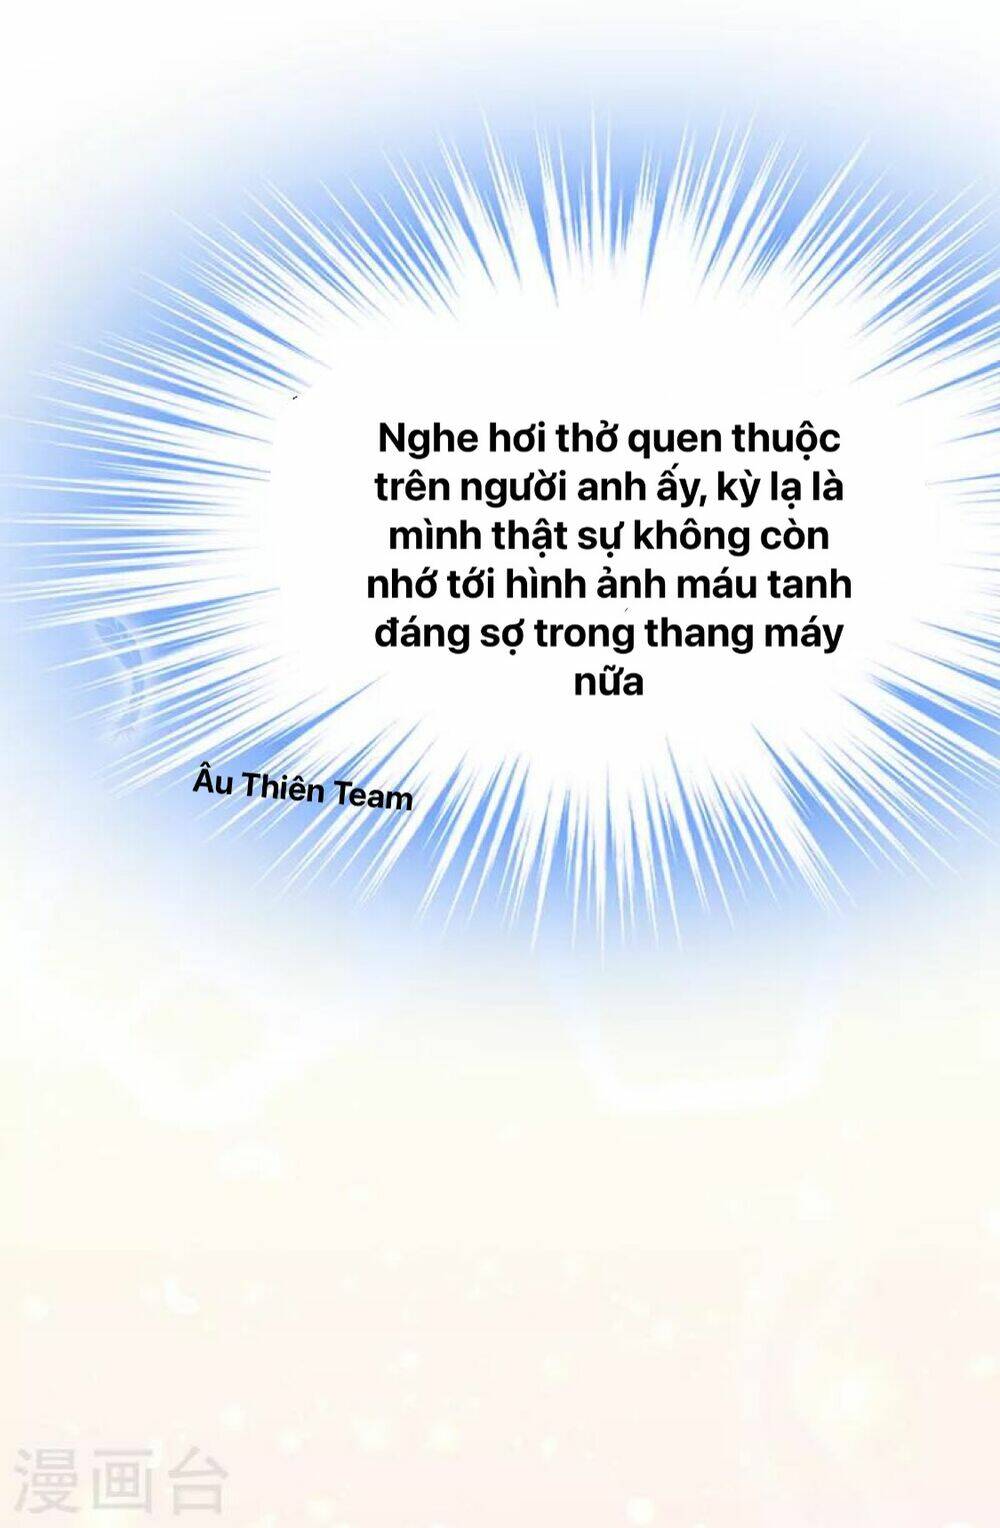 Nghe hơi thở quen thuộc
trên người anh ấy, kỳ lạ là
mình thật sự không còn
nhớ tới hình ảnh máu tanh
đáng sợ trong thang máy
nữa
Âu Thiên Team
漫画台